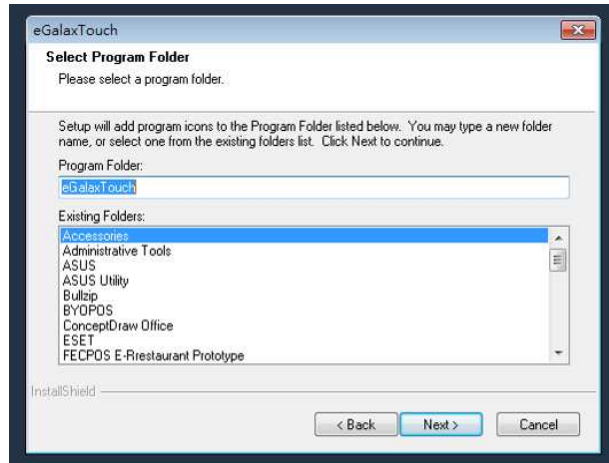 eGalaxTouch
Select Program Folder
Please select a program folder.
Setup will add program icons to the Program Folder listed below. You may type a new folder
name, or select one from the existing folders list. Click Next to continue.
Program Folder:
eGalaxTouch
Existing Folders:
Accessories
Administrative Tools
ASUS
ASUS Utility
Bullzip
BYOPOS
ConceptDraw Office
ESET
FECPOS E-Rrestaurant Prototype
InstallShield
< Back
Next >
Cancel